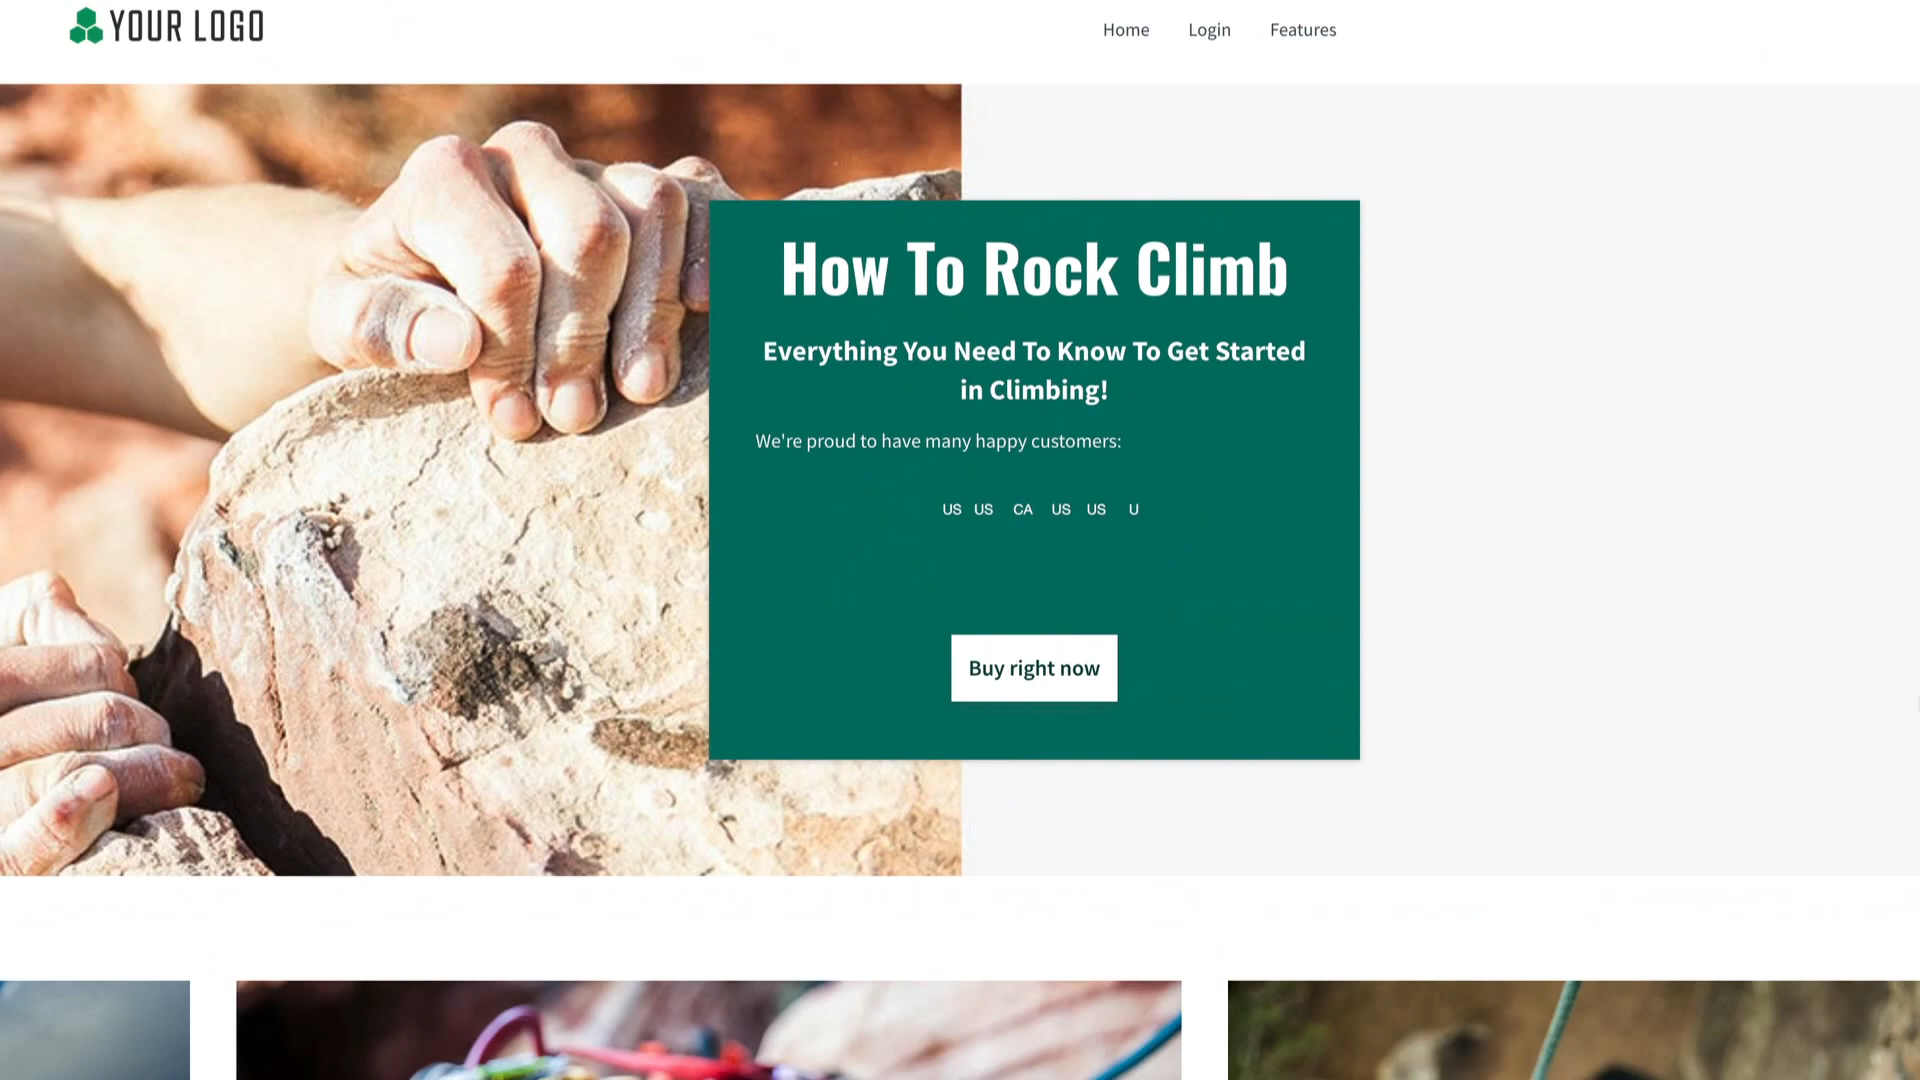 YOUR LOGO
Home Login Features
How To Rock Climb
Everything You Need To Know To Get Started
in Climbing!
We're proud to have many happy customers:
US US CA US US U
Buy right now